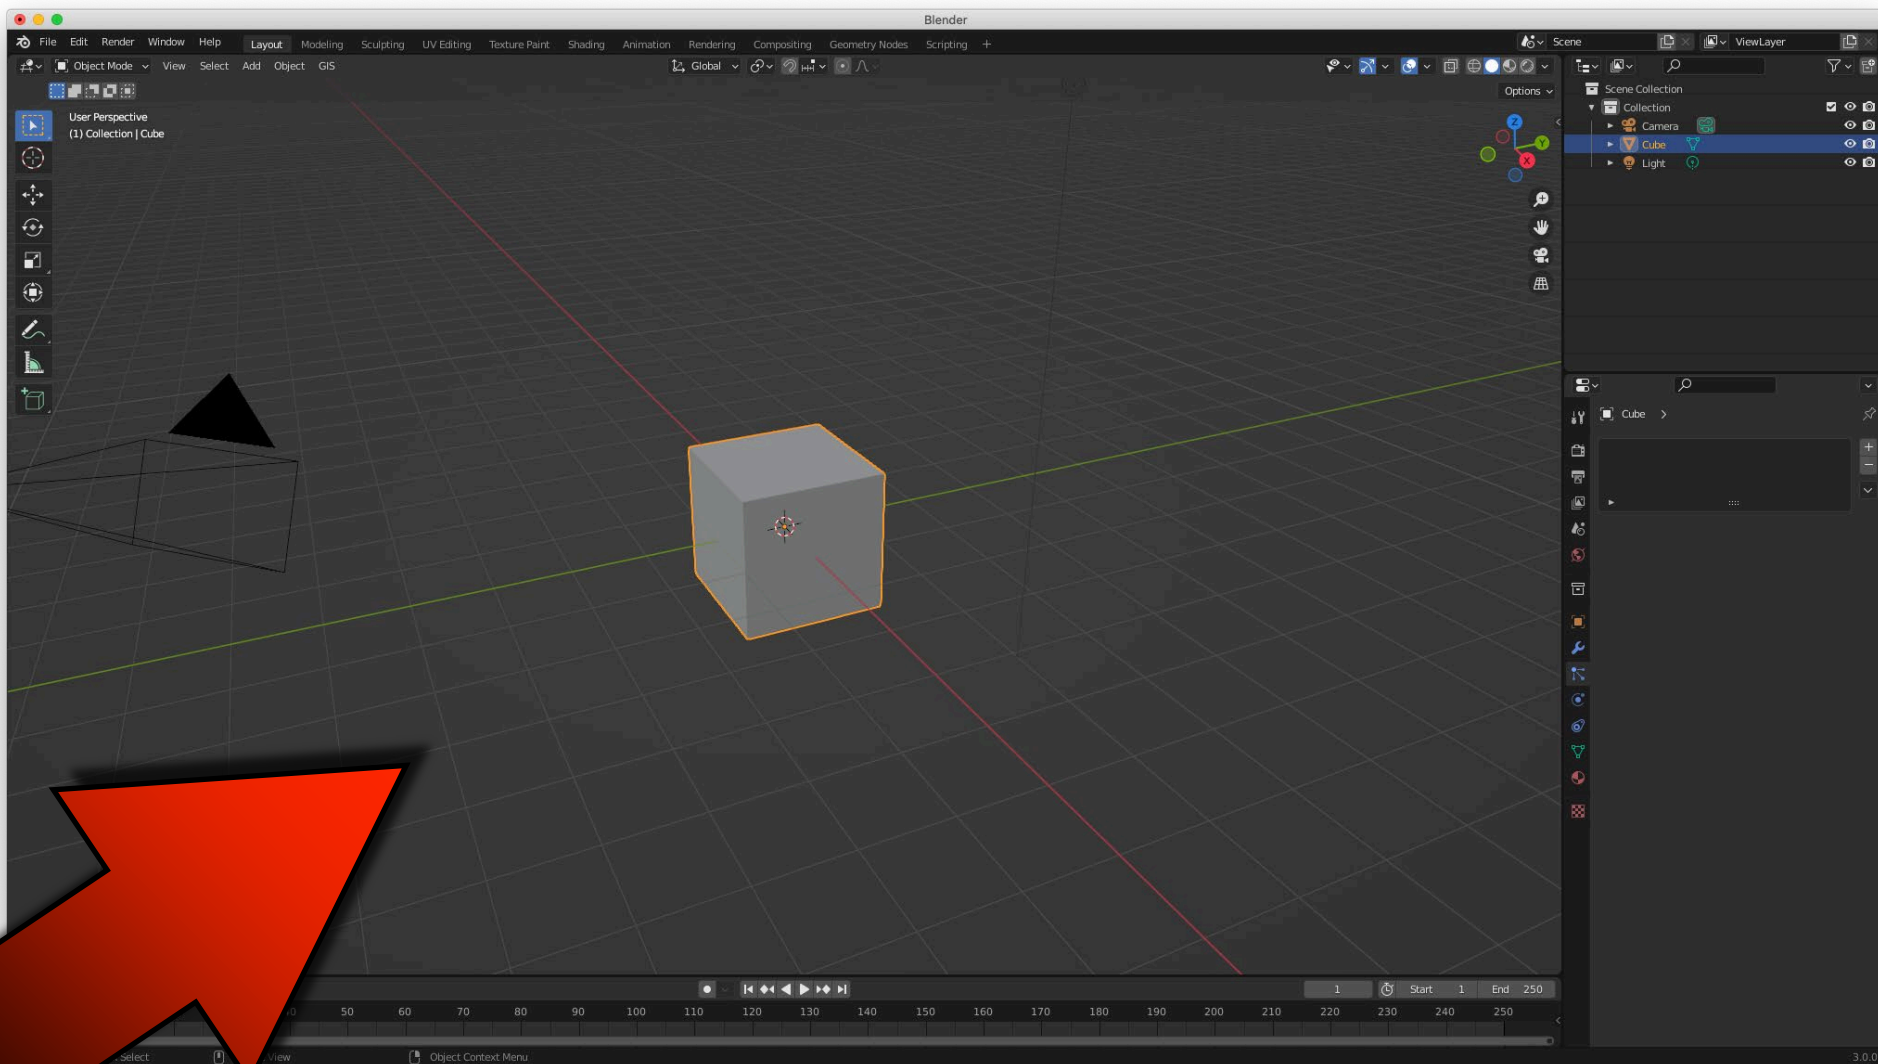 Blender
File Edit Render Window Help Layout Modeling Sculpting UV Editing Texture Paint Shading Animation Rendering Compositing Geometry Nodes Scripting + Scene ViewLayer
Object Mode View Select Add Object GIS Global
Options
User Perspective
(1) Collection | Cube
Z
Y
X
Scene Collection
Collection
Camera
Cube
Light
Cube
1 Start 1 End 250
50 60 70 80 90 100 110 120 130 140 150 160 170 180 190 200 210 220 230 240 250
Select View Object Context Menu 3.0.0